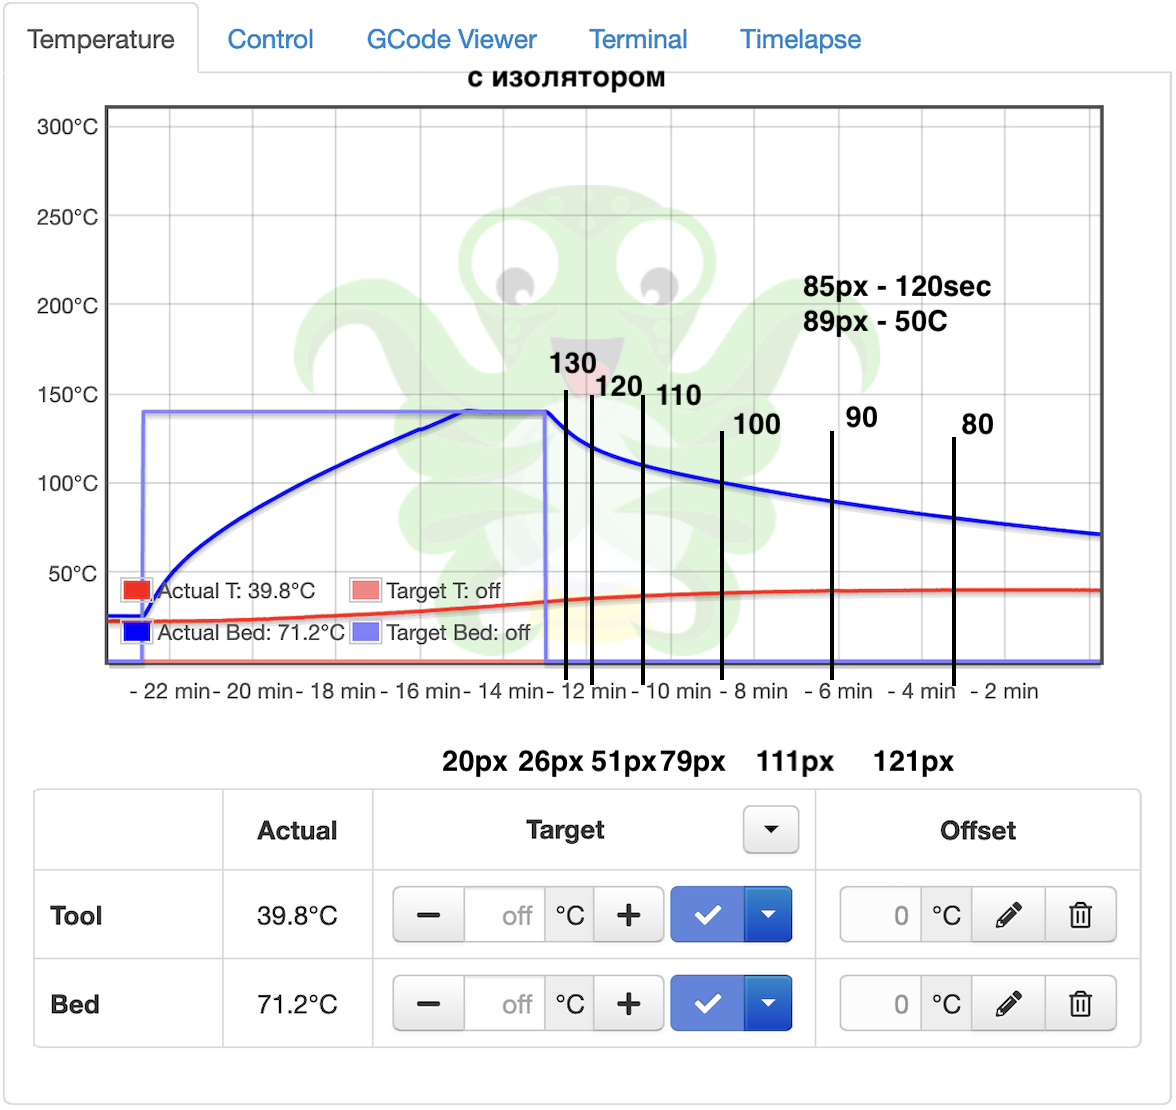 Temperature Control GCode Viewer Terminal Timelapse
с изолятором
300°C
250°C
200°C
150°C
100°C
50°C
85px - 120sec
89px - 50C
130
120
110
100
90
80
Actual T: 39.8°C Target T: off
Actual Bed: 71.2°C Target Bed: off
- 22 min - 20 min - 18 min - 16 min - 14 min - 12 min - 10 min - 8 min - 6 min - 4 min - 2 min
20px 26px 51px 79px 111px 121px
Actual Target Offset
Tool 39.8°C off °C 0 °C
Bed 71.2°C off °C 0 °C